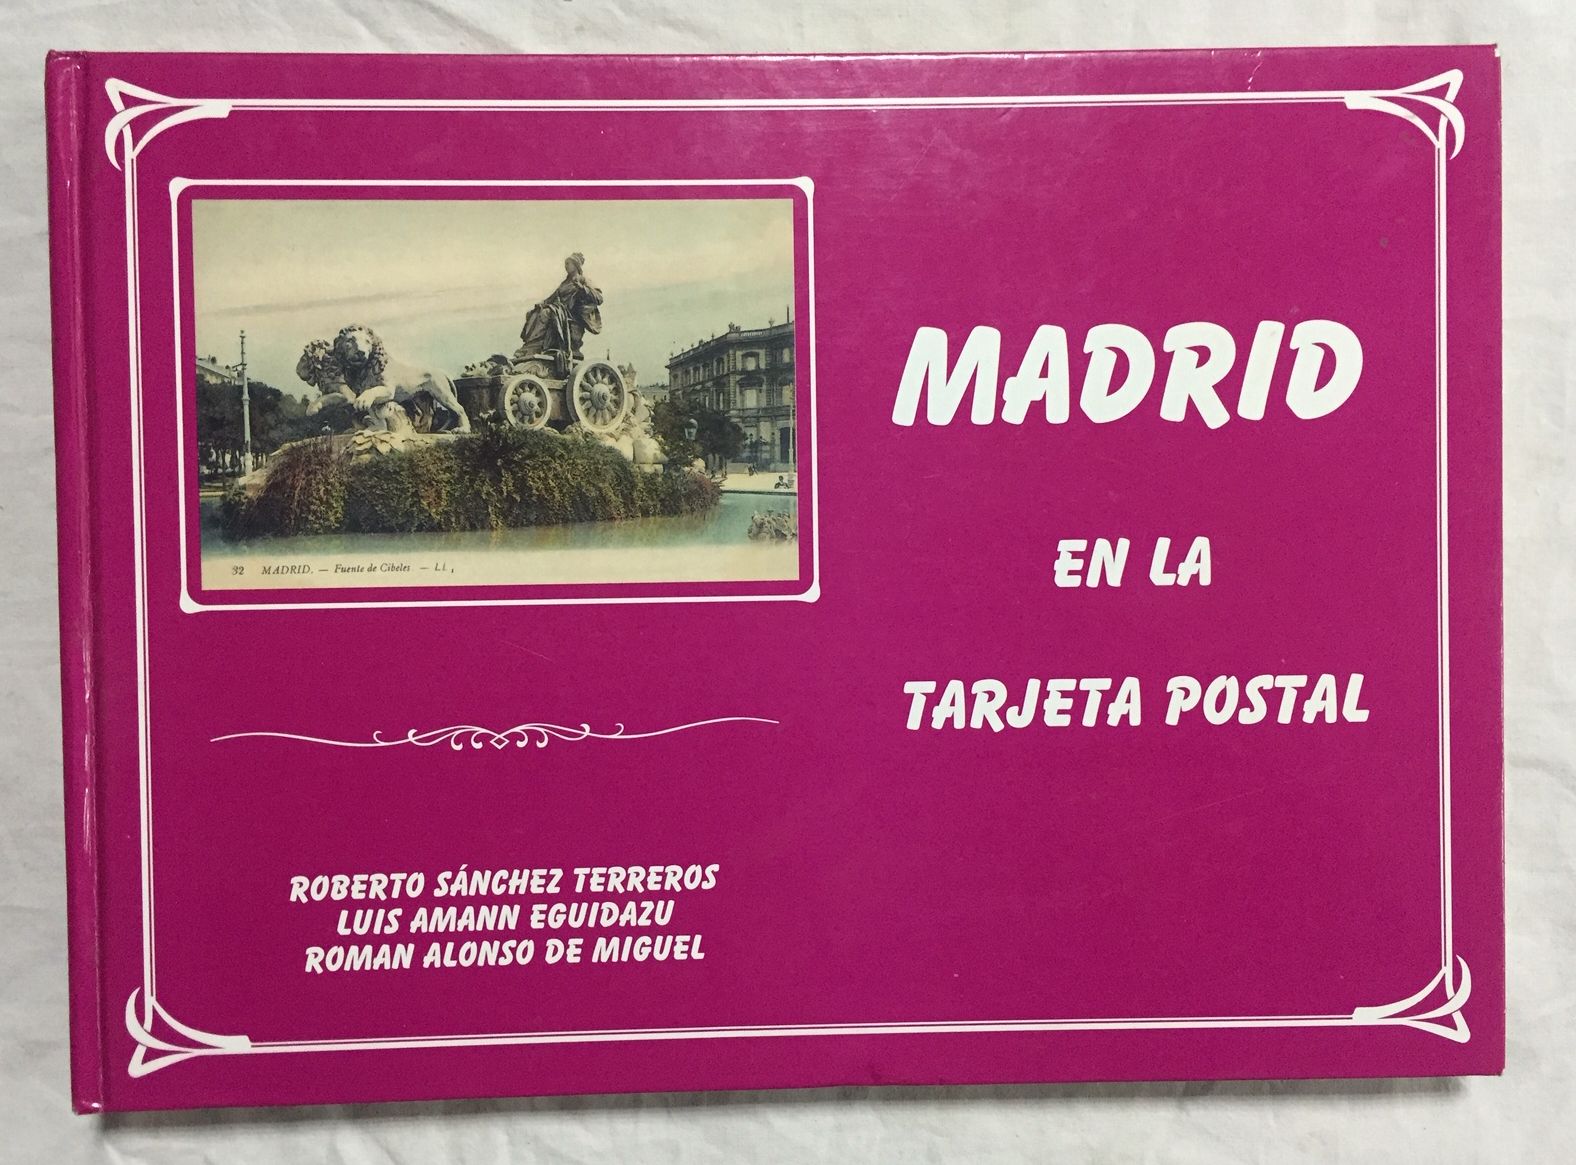 32 MADRID. — Fuente de Cibeles — LL,
MADRID
EN LA
TARJETA POSTAL
ROBERTO SÁNCHEZ TERREROS
LUIS AMANN EGUIDAZU
ROMAN ALONSO DE MIGUEL